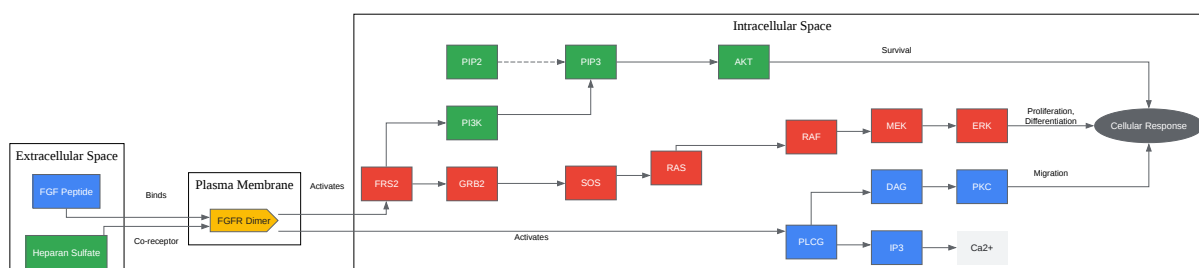 Intracellular Space
PIP2
PIP3
AKT
Survival
PI3K
Proliferation,
Differentiation
RAF
MEK
ERK
Cellular Response
Extracellular Space
Plasma Membrane
Activates
FRS2
GRB2
SOS
RAS
FGF Peptide
Binds
DAG
PKC
Migration
FGFR Dimer
Co-receptor
Activates
Heparan Sulfate
PLCG
IP3
Ca2+